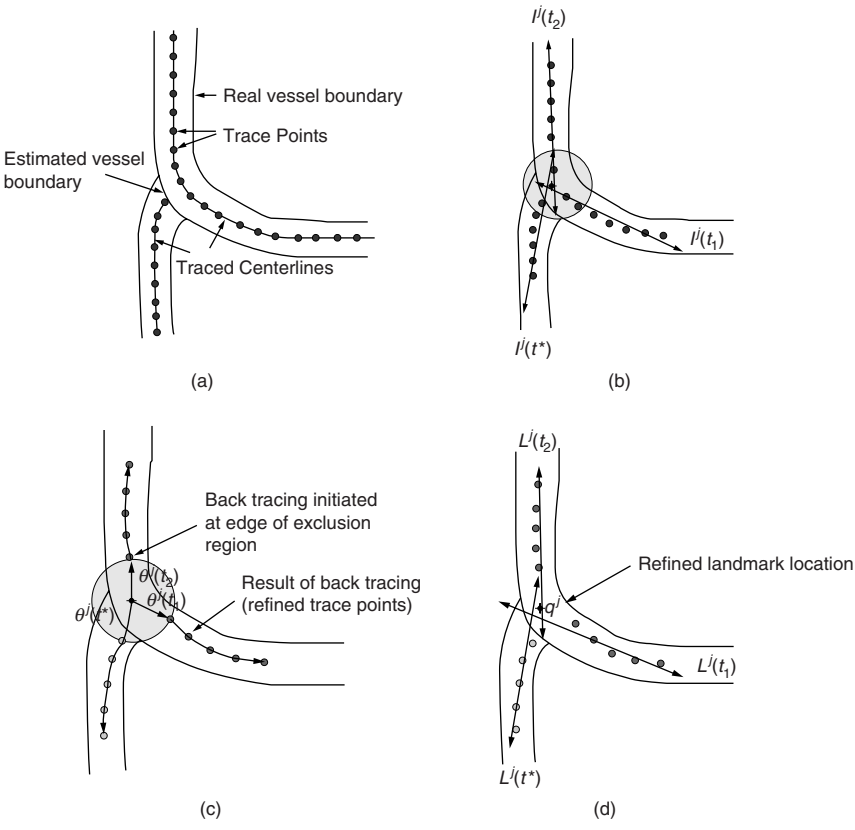 Real vessel boundary
Trace Points
Estimated vessel
boundary
Traced Centerlines
(a)
l^j(t_2)
l^j(t_1)
l^j(t*)
(b)
Back tracing initiated
at edge of exclusion
region
θ^j(t_2)
θ^j(t_1)
θ^j(t*)
Result of back tracing
(refined trace points)
(c)
L^j(t_2)
Refined landmark location
q^j
L^j(t_1)
L^j(t*)
(d)